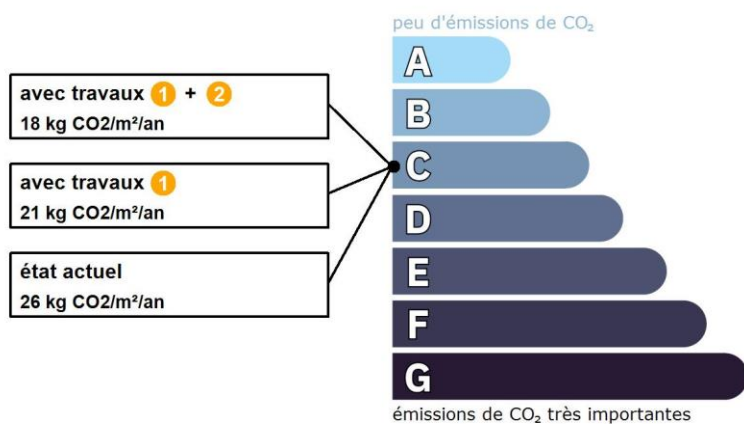 peu d'émissions de CO₂
A
B
C
D
E
F
G
émissions de CO₂ très importantes
avec travaux 1 + 2
18 kg CO2/m²/an
avec travaux 1
21 kg CO2/m²/an
état actuel
26 kg CO2/m²/an